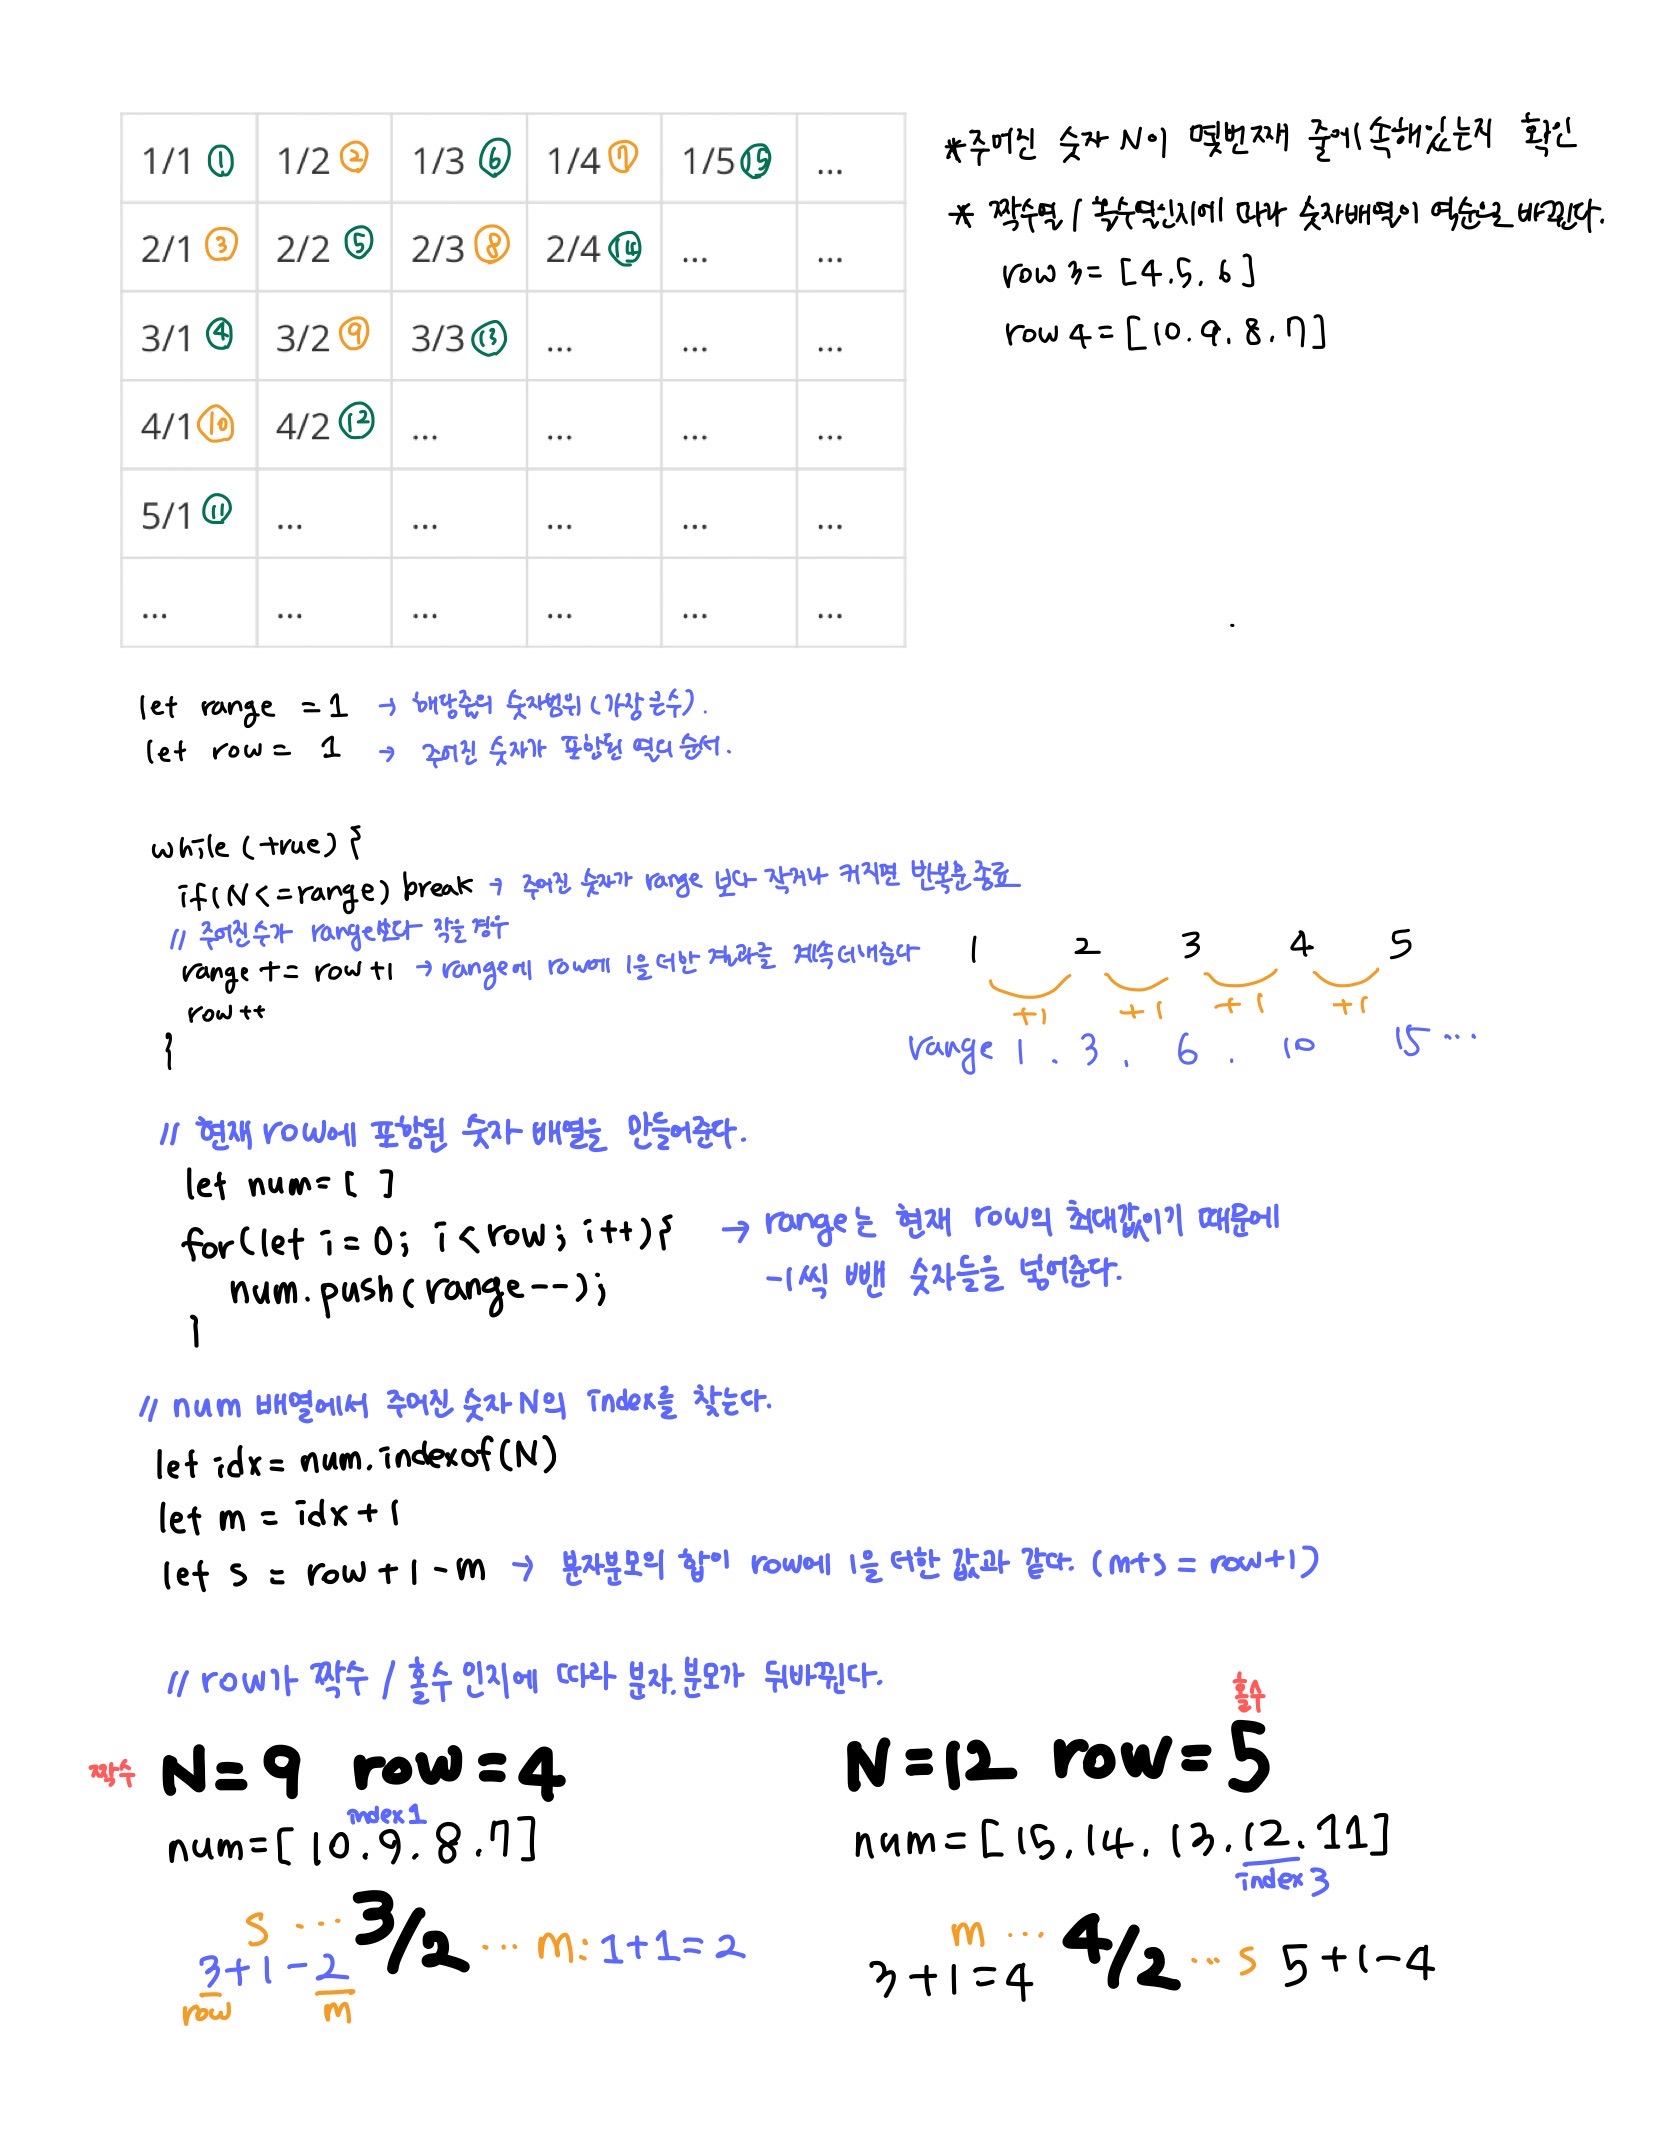 1/1 ① 1/2 ② 1/3 ⑥ 1/4 ⑦ 1/5 ⑮ ...
2/1 ③ 2/2 ⑤ 2/3 ⑧ 2/4 ⑭ ... ...
3/1 ④ 3/2 ⑨ 3/3 ⑬ ... ... ...
4/1 ⑩ 4/2 ⑫ ... ... ... ...
5/1 ⑪ ... ... ... ... ...
... ... ... ... ... ...
*주어진 숫자 N이 몇번째 줄에 속해있는지 확인
* 짝수열 / 홀수열인지에 따라 숫자배열이 역순으로 바뀐다.
row 3 = [4.5.6]
row 4 = [10.9.8.7]
let range = 1 → 해당줄의 숫자범위 (가장 큰수).
let row = 1 → 주어진 숫자가 포함된 열의 순서.
while (true) {
if(N <= range) break → 주어진 숫자가 range 보다 작거나 커지면 반복문 종료
// 주어진수가 range보다 작을 경우
range += row+1 → range에 row에 1을 더한 결과를 계속 더해준다
row++
}
1 2 3 4 5
+1 +1 +1 +1
range 1 . 3 . 6 . 10 15 ...
// 현재 row에 포함된 숫자 배열을 만들어준다.
let num = [ ]
for(let i = 0; i < row; i++){ → range는 현재 row의 최대값이기 때문에
num.push(range--); -1씩 뺀 숫자들을 넣어준다.
}
// num 배열에서 주어진 숫자 N의 index를 찾는다.
let idx = num.indexof(N)
let m = idx + 1
let s = row + 1 - m → 분자분모의 합이 row에 1을 더한 값과 같다. (m+s = row+1)
// row가 짝수 / 홀수 인지에 따라 분자.분모가 뒤바뀐다.
짝수 N=9 row=4
index 1
num=[10.9.8.7]
s ... 3/2 ... m: 1+1=2
3+1-2
row m
홀수
N=12 row=5
num=[15,14.13.12.11]
index 3
m ... 4/2 ... s 5+1-4
3+1=4